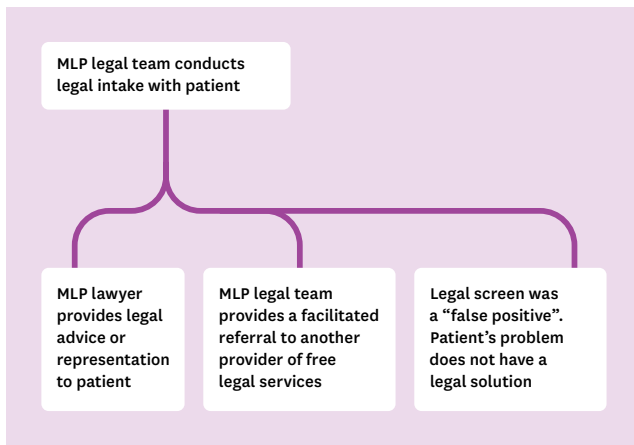 MLP legal team conducts
legal intake with patient
MLP lawyer
provides legal
advice or
representation
to patient
MLP legal team
provides a facilitated
referral to another
provider of free
legal services
Legal screen was
a “false positive”.
Patient’s problem
does not have a
legal solution